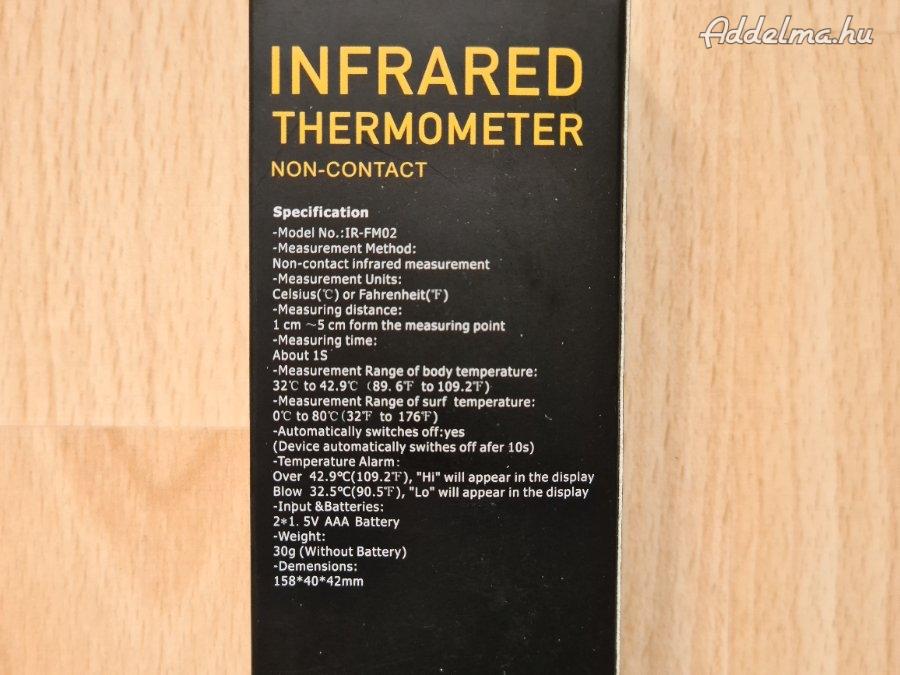 Addelma.hu
INFRARED
THERMOMETER
NON-CONTACT
Specification
-Model No.:IR-FM02
-Measurement Method:
Non-contact infrared measurement
-Measurement Units:
Celsius(℃) or Fahrenheit(℉)
-Measuring distance:
1 cm ~5 cm form the measuring point
-Measuring time:
About 1S
-Measurement Range of body temperature:
32℃ to 42.9℃ (89.6℉ to 109.2℉)
-Measurement Range of surf temperature:
0℃ to 80℃(32℉ to 176℉)
-Automatically switches off:yes
(Device automatically swithes off afer 10s)
-Temperature Alarm:
Over 42.9℃(109.2℉), "Hi" will appear in the display
Blow 32.5℃(90.5℉), "Lo" will appear in the display
-Input &Batteries:
2*1.5V AAA Battery
-Weight:
30g (Without Battery)
-Demensions:
158*40*42mm